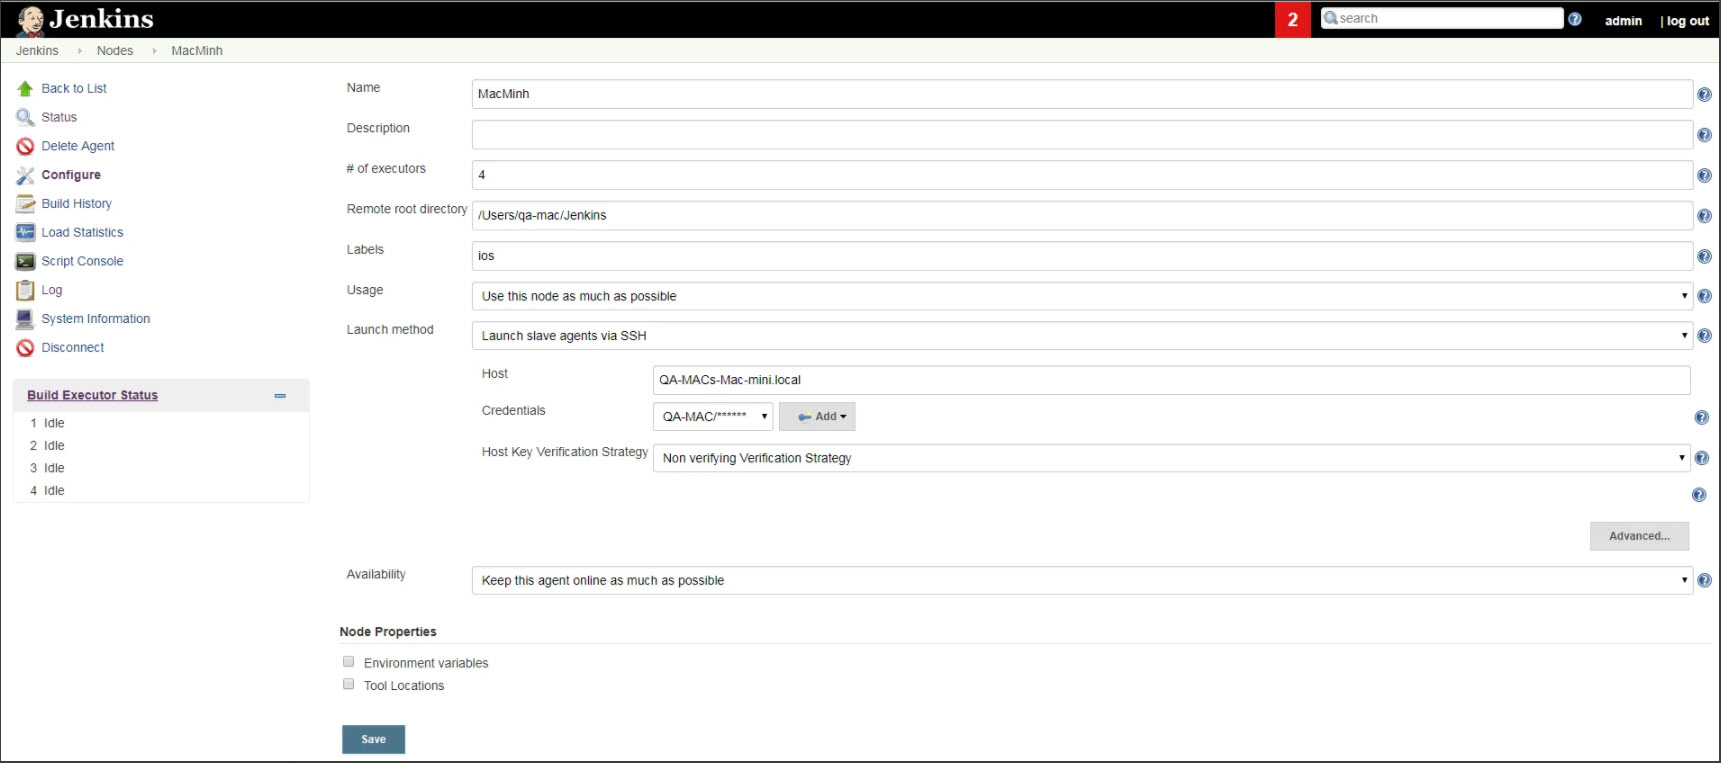 Jenkins
2
search
admin
| log out
Jenkins
Nodes
MacMinh
Back to List
Status
Delete Agent
Configure
Build History
Load Statistics
Script Console
Log
System Information
Disconnect
Build Executor Status
1 Idle
2 Idle
3 Idle
4 Idle
Name
MacMinh
Description
# of executors
4
Remote root directory
/Users/qa-mac/Jenkins
Labels
ios
Usage
Use this node as much as possible
Launch method
Launch slave agents via SSH
Host
QA-MACs-Mac-mini.local
Credentials
QA-MAC/******
Add
Host Key Verification Strategy
Non verifying Verification Strategy
Advanced...
Availability
Keep this agent online as much as possible
Node Properties
Environment variables
Tool Locations
Save